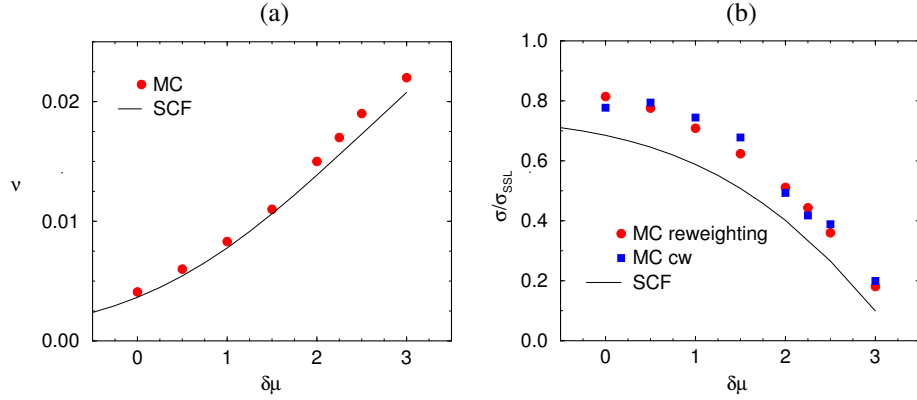 (a)
0.02
0.01
0.00
ν
MC
SCF
0 1 2 3
δμ
(b)
1.0
0.8
0.6
0.4
0.2
0.0
σ/σSSL
MC reweighting
MC cw
SCF
0 1 2 3
δμ